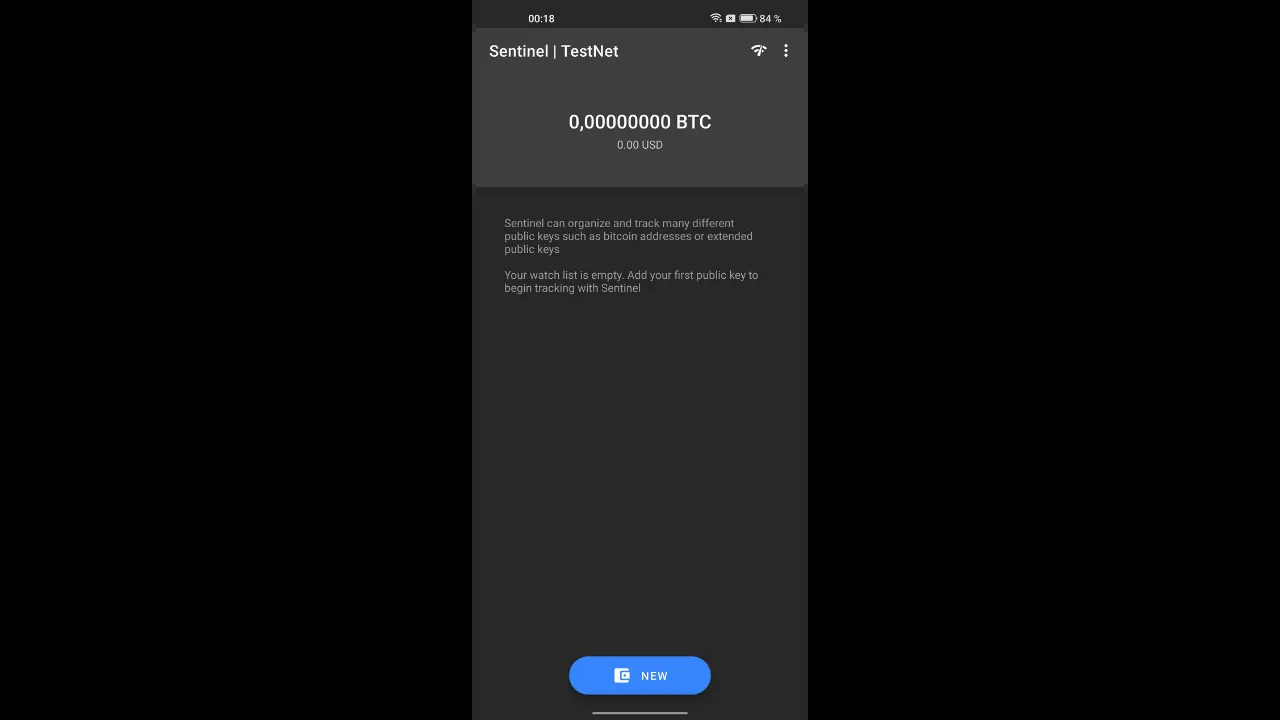 00:18
84 %
Sentinel | TestNet
0,00000000 BTC
0.00 USD
Sentinel can organize and track many different
public keys such as bitcoin addresses or extended
public keys
Your watch list is empty. Add your first public key to
begin tracking with Sentinel
NEW